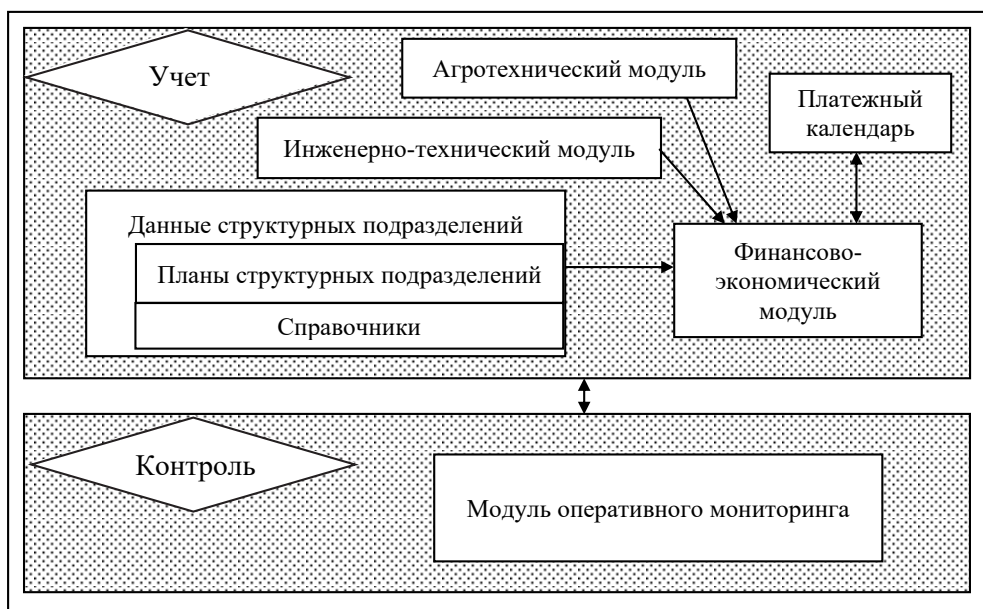 Учет
Агротехнический модуль
Платежный
календарь
Инженерно-технический модуль
Данные структурных подразделений
Планы структурных подразделений
Справочники
Финансово-
экономический
модуль
Контроль
Модуль оперативного мониторинга